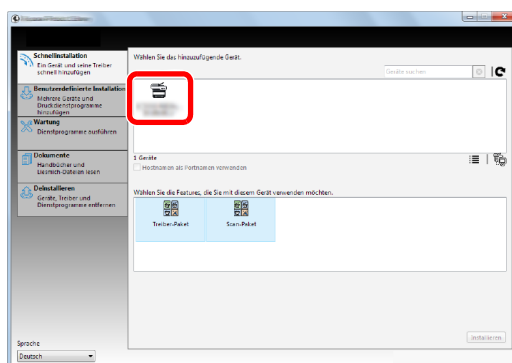 Schnellinstallation
Ein Gerät und seine Treiber
schnell hinzufügen
Benutzerdefinierte Installation
Mehrere Geräte und
Druckdienstprogramme
hinzufügen
Wartung
Dienstprogramme ausführen
Dokumente
Handbücher und
Liesmich-Dateien lesen
Deinstallieren
Geräte, Treiber und
Dienstprogramme entfernen
Sprache
Deutsch
Wählen Sie das hinzuzufügende Gerät.
Geräte suchen
1 Geräte
Hostnamen als Portnamen verwenden
Wählen Sie die Features, die Sie mit diesem Gerät verwenden möchten.
Treiber-Paket
Scan-Paket
Installieren